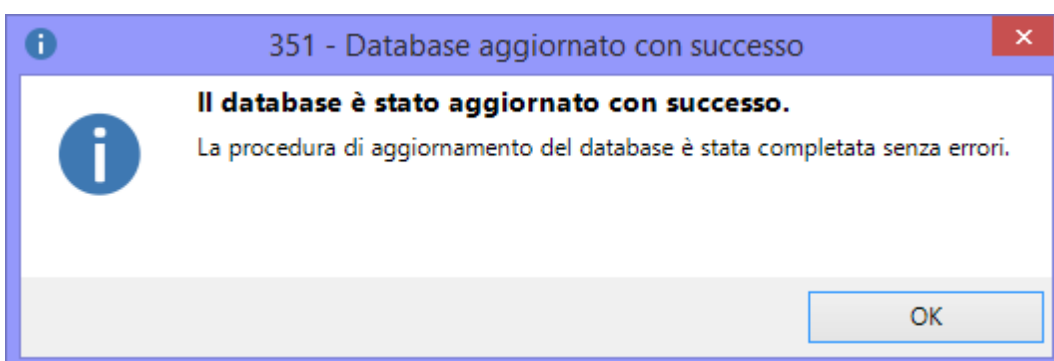 351 - Database aggiornato con successo
Il database è stato aggiornato con successo.
La procedura di aggiornamento del database è stata completata senza errori.
OK